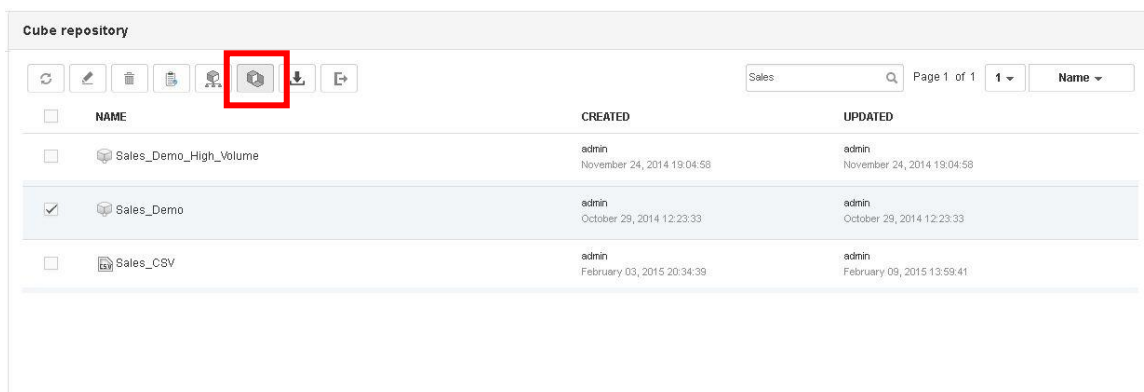 Cube repository
Sales Page 1 of 1 1 Name
NAME CREATED UPDATED
Sales_Demo_High_Volume admin admin
November 24, 2014 19:04:58 November 24, 2014 19:04:58
Sales_Demo admin admin
October 29, 2014 12:23:33 October 29, 2014 12:23:33
CSV Sales_CSV admin admin
February 03, 2015 20:34:39 February 09, 2015 13:59:41